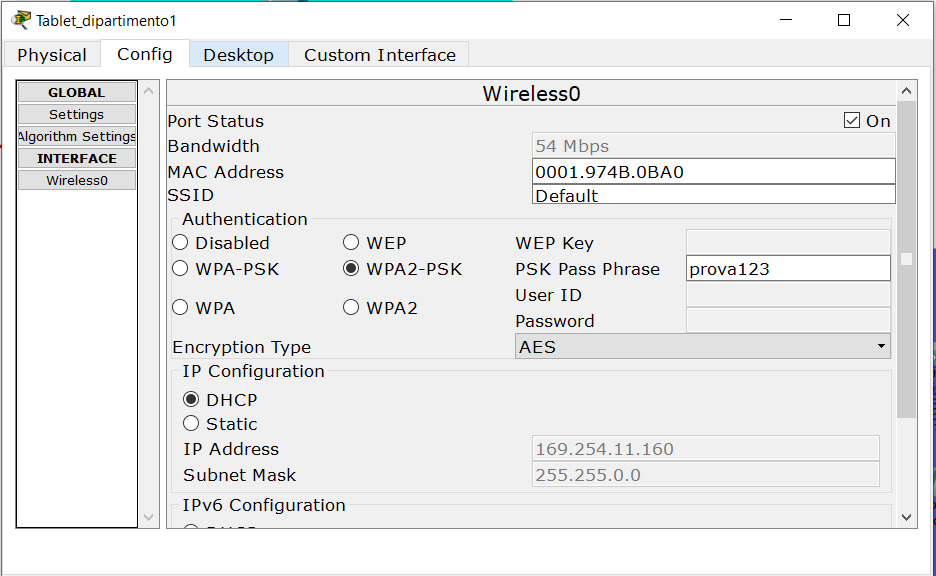 Tablet_dipartimento1
Physical Config Desktop Custom Interface
GLOBAL
Settings
Algorithm Settings
INTERFACE
Wireless0
Wireless0
Port Status On
Bandwidth 54 Mbps
MAC Address 0001.974B.0BA0
SSID Default
Authentication
Disabled WEP WEP Key
WPA-PSK WPA2-PSK PSK Pass Phrase prova123
User ID
WPA WPA2
Password
Encryption Type AES
IP Configuration
DHCP
Static
IP Address 169.254.11.160
Subnet Mask 255.255.0.0
IPv6 Configuration